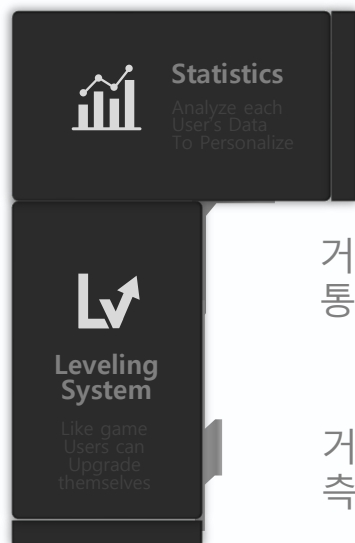 Statistics
Analyze each
User's Data
To Personalize
거
통
Lv
Leveling
System
Like game
Users can
Upgrade
themselves
거
측